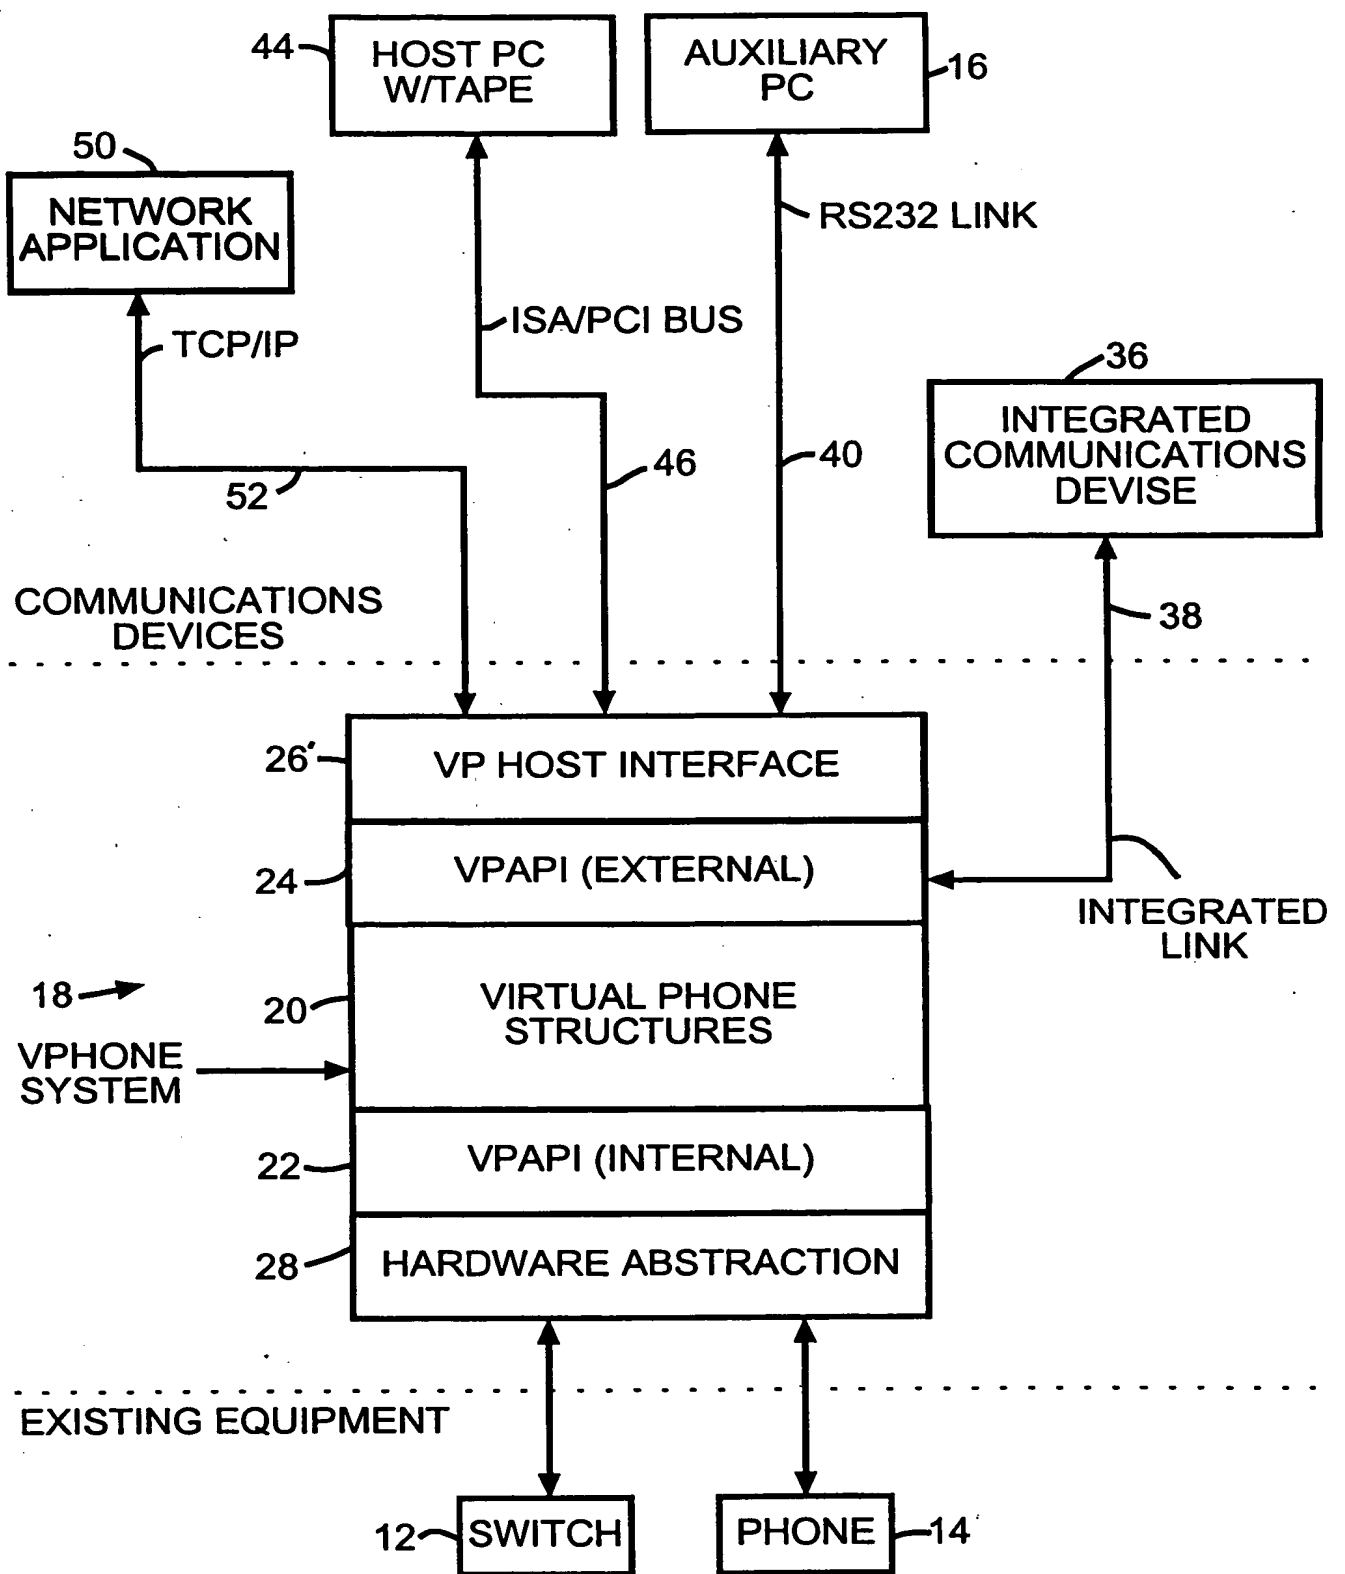 44
HOST PC
W/TAPE
AUXILIARY
PC
16
50
NETWORK
APPLICATION
RS232 LINK
ISA/PCI BUS
TCP/IP
36
INTEGRATED
COMMUNICATIONS
DEVISE
46
40
52
COMMUNICATIONS
DEVICES
38
26'
VP HOST INTERFACE
24
VPAPI (EXTERNAL)
INTEGRATED
LINK
18
20
VIRTUAL PHONE
STRUCTURES
VPHONE
SYSTEM
22
VPAPI (INTERNAL)
28
HARDWARE ABSTRACTION
EXISTING EQUIPMENT
12
SWITCH
PHONE
14